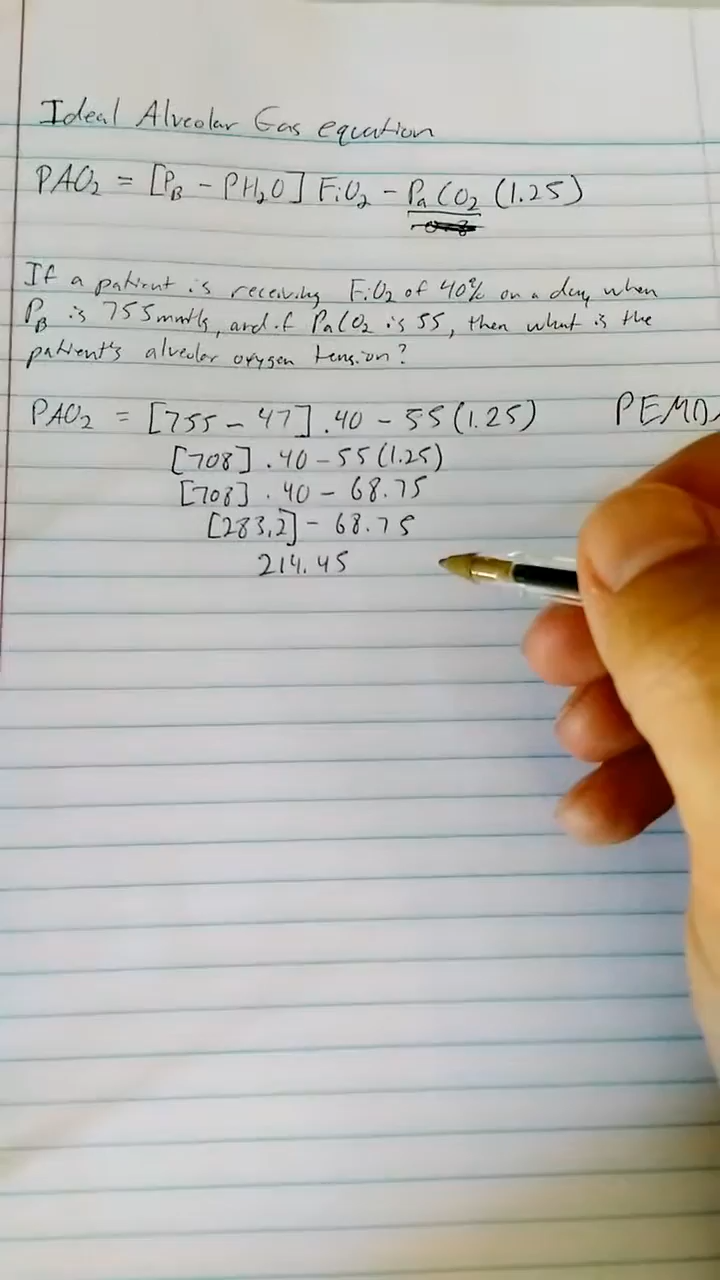 Ideal Alveolar Gas equation
PAO₂ = [P_B - PH₂O] FiO₂ - PaCO₂ (1.25)
If a patient is receiving FiO₂ of 40% on a day when
P_B is 755mmHg, and if PaCO₂ is 55, then what is the
patient's alveolar oxygen tension?
PAO₂ = [755 - 47] .40 - 55 (1.25)
PEMDA
[708] .40 - 55 (1.25)
[708] .40 - 68.75
[283.2] - 68.75
214.45